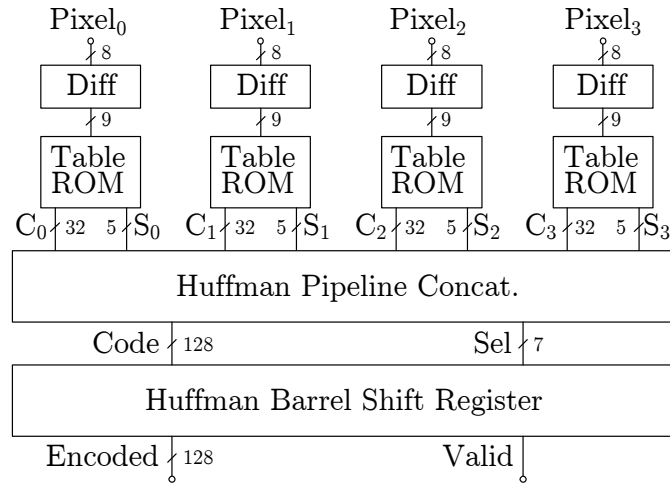 Pixel₀ Pixel₁ Pixel₂ Pixel₃
8 8 8 8
Diff Diff Diff Diff
9 9 9 9
Table Table Table Table
ROM ROM ROM ROM
C₀ 32 5 S₀ C₁ 32 5 S₁ C₂ 32 5 S₂ C₃ 32 5 S₃
Huffman Pipeline Concat.
Code 128 Sel 7
Huffman Barrel Shift Register
Encoded 128 Valid